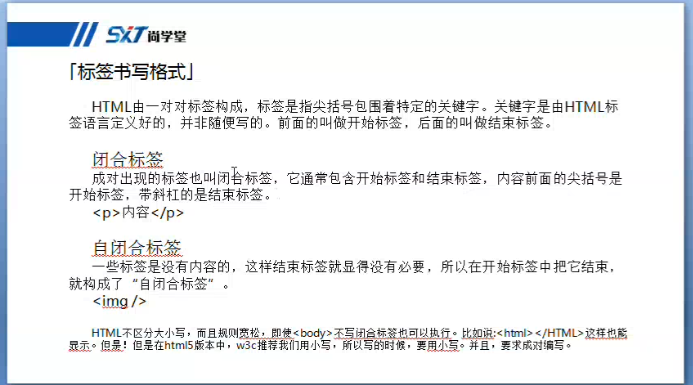 SXT 尚学堂
「标签书写格式」
HTML由一对对标签构成，标签是指尖括号包围着特定的关键字。关键字是由HTML标
签语言定义好的，并非随便写的。前面的叫做开始标签，后面的叫做结束标签。
闭合标签
成对出现的标签也叫闭合标签，它通常包含开始标签和结束标签，内容前面的尖括号是
开始标签，带斜杠的是结束标签。
<p>内容</p>
自闭合标签
一些标签是没有内容的，这样结束标签就显得没有必要，所以在开始标签中把它结束，
就构成了“自闭合标签”。
<img />
HTML不区分大小写，而且规则宽松，即使<body>不写闭合标签也可以执行。比如说:<html></HTML>这样也能
显示。但是！但是在html5版本中，w3c推荐我们用小写，所以写的时候，要用小写。并且，要求成对编写。